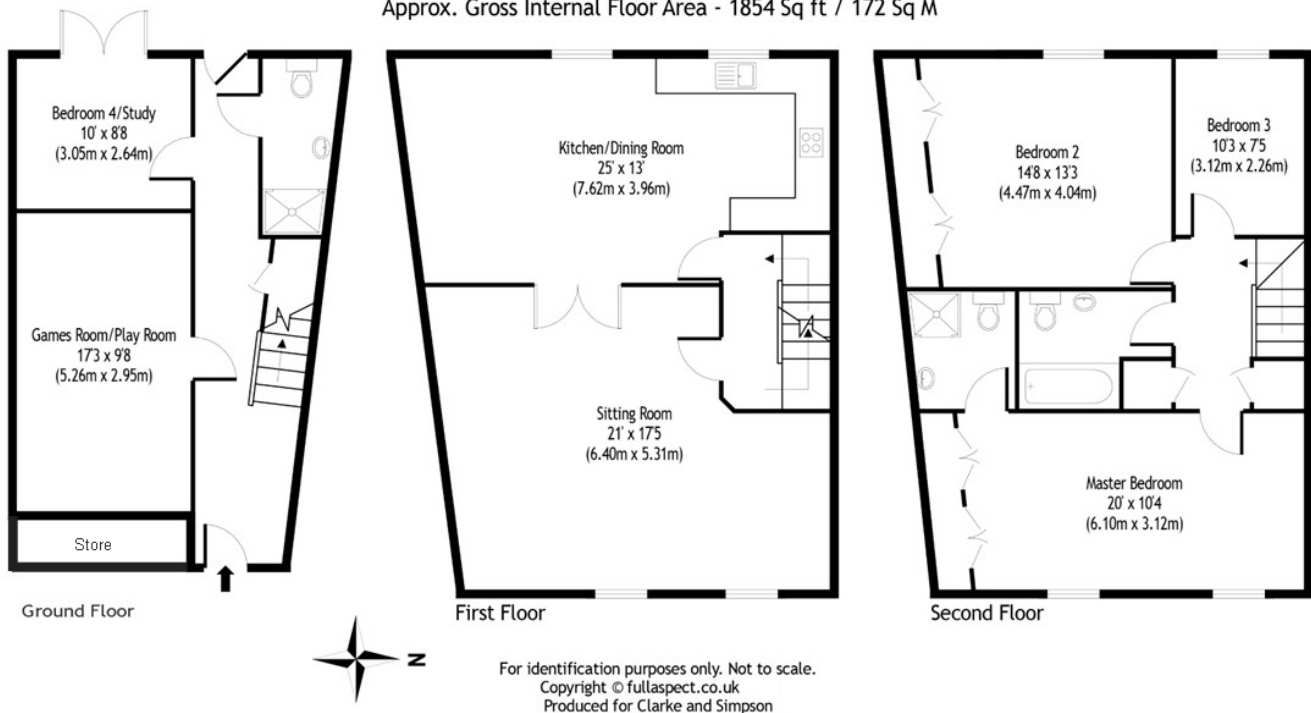 Approx. Gross Internal Floor Area - 1854 Sq ft / 172 Sq M
Bedroom 4/Study
10' x 8'8
(3.05m x 2.64m)
Games Room/Play Room
17'3 x 9'8
(5.26m x 2.95m)
Store
Ground Floor
Kitchen/Dining Room
25' x 13'
(7.62m x 3.96m)
Sitting Room
21' x 17'5
(6.40m x 5.31m)
First Floor
Bedroom 2
14'8 x 13'3
(4.47m x 4.04m)
Bedroom 3
10'3 x 7'5
(3.12m x 2.26m)
Master Bedroom
20' x 10'4
(6.10m x 3.12m)
Second Floor
N
For identification purposes only. Not to scale.
Copyright © fullaspect.co.uk
Produced for Clarke and Simpson